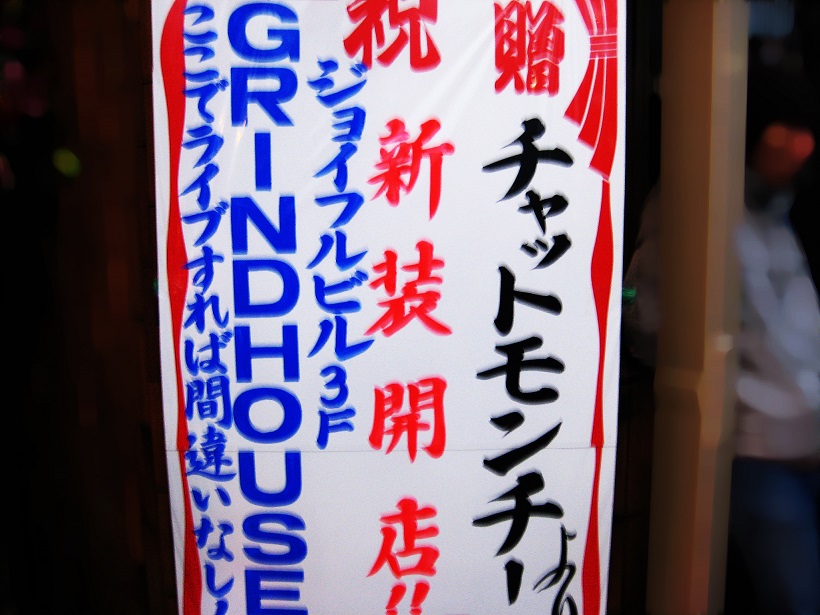 贈
チャットモンチーより
祝 新装開店!!
ジョイフルビル3F
GRINDHOUSE
ここでライブすれば間違いなし!